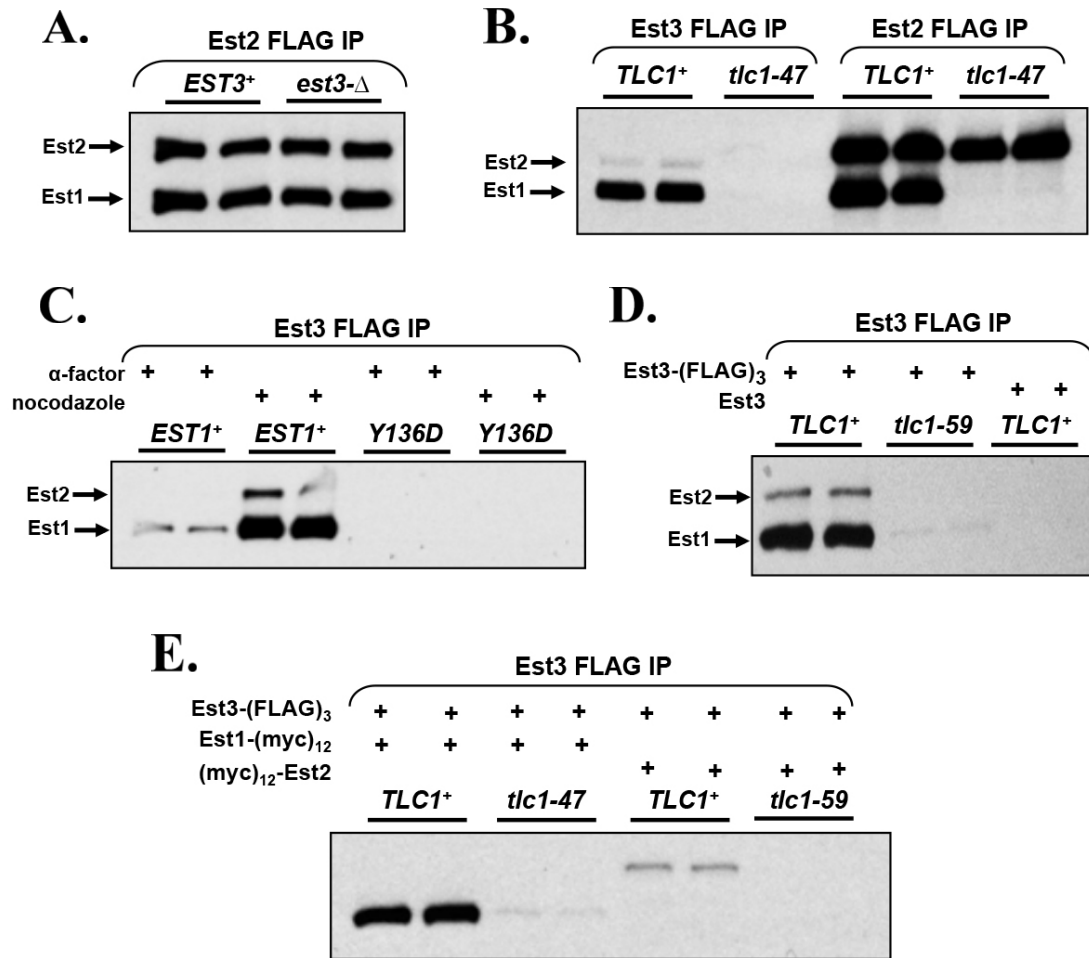 A.
Est2 FLAG IP
EST3⁺ est3-Δ
Est2
Est1
B.
Est3 FLAG IP Est2 FLAG IP
TLC1⁺ tlc1-47 TLC1⁺ tlc1-47
Est2
Est1
C.
Est3 FLAG IP
α-factor + + + +
nocodazole + + + +
EST1⁺ EST1⁺ Y136D Y136D
Est2
Est1
D.
Est3 FLAG IP
Est3-(FLAG)₃ + + + +
Est3 + +
TLC1⁺ tlc1-59 TLC1⁺
Est2
Est1
E.
Est3 FLAG IP
Est3-(FLAG)₃ + + + + + + + +
Est1-(myc)₁₂ + + + +
(myc)₁₂-Est2 + + + +
TLC1⁺ tlc1-47 TLC1⁺ tlc1-59